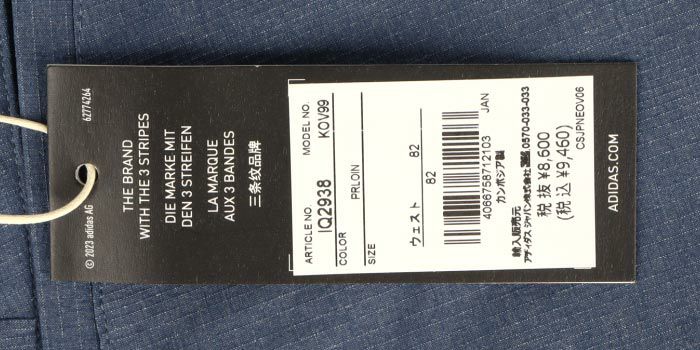 © 2023 adidas AG
62774264
THE BRAND
WITH THE 3 STRIPES
DIE MARKE MIT
DEN 3 STREIFEN
LA MARQUE
AUX 3 BANDES
三条纹品牌
ARTICLE NO.
MODEL NO.
IQ2938
KOV99
COLOR
PRLOIN
SIZE
ウェスト 82
82
JAN
4066758712103
カンボジア製
輸入販売元
アディダス ジャパン株式会社 0570-033-033
税抜 ¥8,600
(税込 ¥9,460)
CSJPNEOV06
ADIDAS.COM